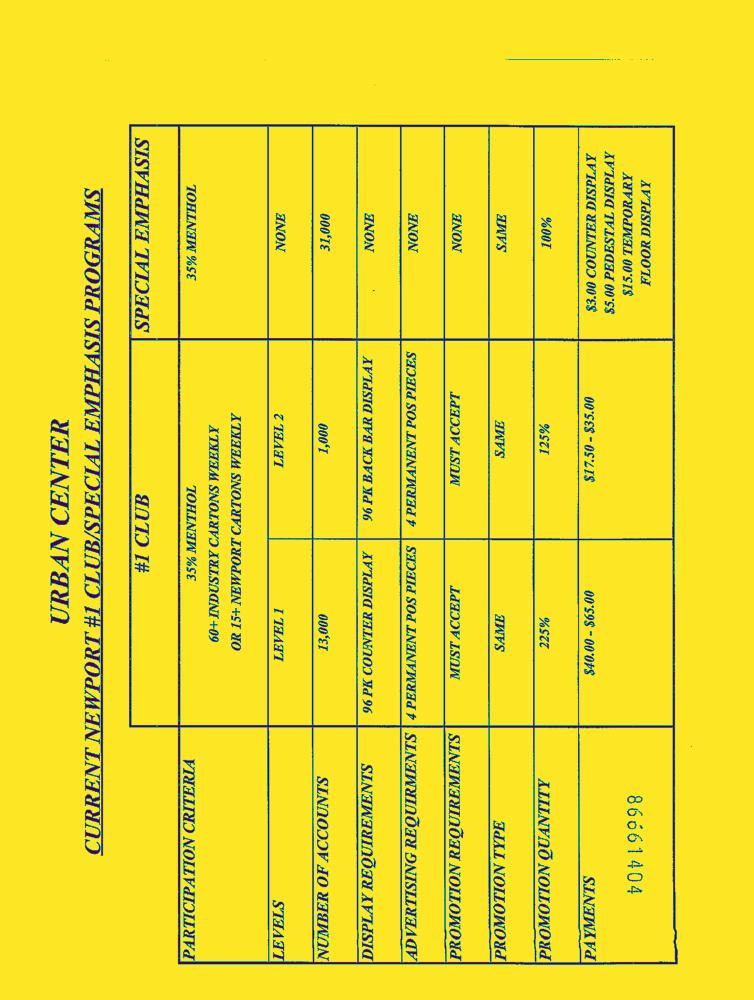 URBAN CENTER
CURRENT NEWPORT #1 CLUB/SPECIAL EMPHASIS PROGRAMS
#1 CLUB SPECIAL EMPHASIS
PARTICIPATION CRITERIA 35% MENTHOL 35% MENTHOL
60+ INDUSTRY CARTONS WEEKLY
OR 15+ NEWPORT CARTONS WEEKLY
LEVELS LEVEL 1 LEVEL 2 NONE
NUMBER OF ACCOUNTS 13,000 1,000 31,000
DISPLAY REQUIREMENTS 96 PK COUNTER DISPLAY 96 PK BACK BAR DISPLAY NONE
ADVERTISING REQUIRMENTS 4 PERMANENT POS PIECES 4 PERMANENT POS PIECES NONE
PROMOTION REQUIREMENTS MUST ACCEPT MUST ACCEPT NONE
PROMOTION TYPE SAME SAME SAME
PROMOTION QUANTITY 225% 125% 100%
PAYMENTS $40.00 - $65.00 $17.50 - $35.00 $3.00 COUNTER DISPLAY
$5.00 PEDESTAL DISPLAY
$15.00 TEMPORARY
FLOOR DISPLAY
86661404